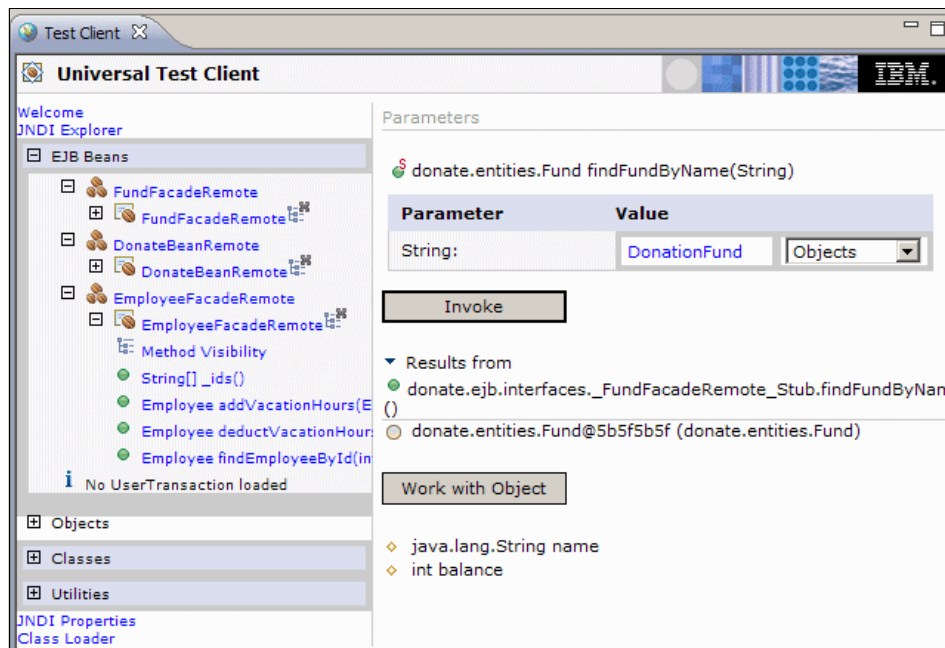 Test Client
Universal Test Client
IBM.
Welcome
JNDI Explorer
EJB Beans
FundFacadeRemote
FundFacadeRemote
DonateBeanRemote
DonateBeanRemote
EmployeeFacadeRemote
EmployeeFacadeRemote
Method Visibility
String[] _ids()
Employee addVacationHours(E
Employee deductVacationHour
Employee findEmployeeById(in
i No UserTransaction loaded
Objects
Classes
Utilities
JNDI Properties
Class Loader
Parameters
S donate.entities.Fund findFundByName(String)
Parameter Value
String: DonationFund Objects
Invoke
Results from
donate.ejb.interfaces._FundFacadeRemote_Stub.findFundByNam
()
donate.entities.Fund@5b5f5b5f (donate.entities.Fund)
Work with Object
java.lang.String name
int balance